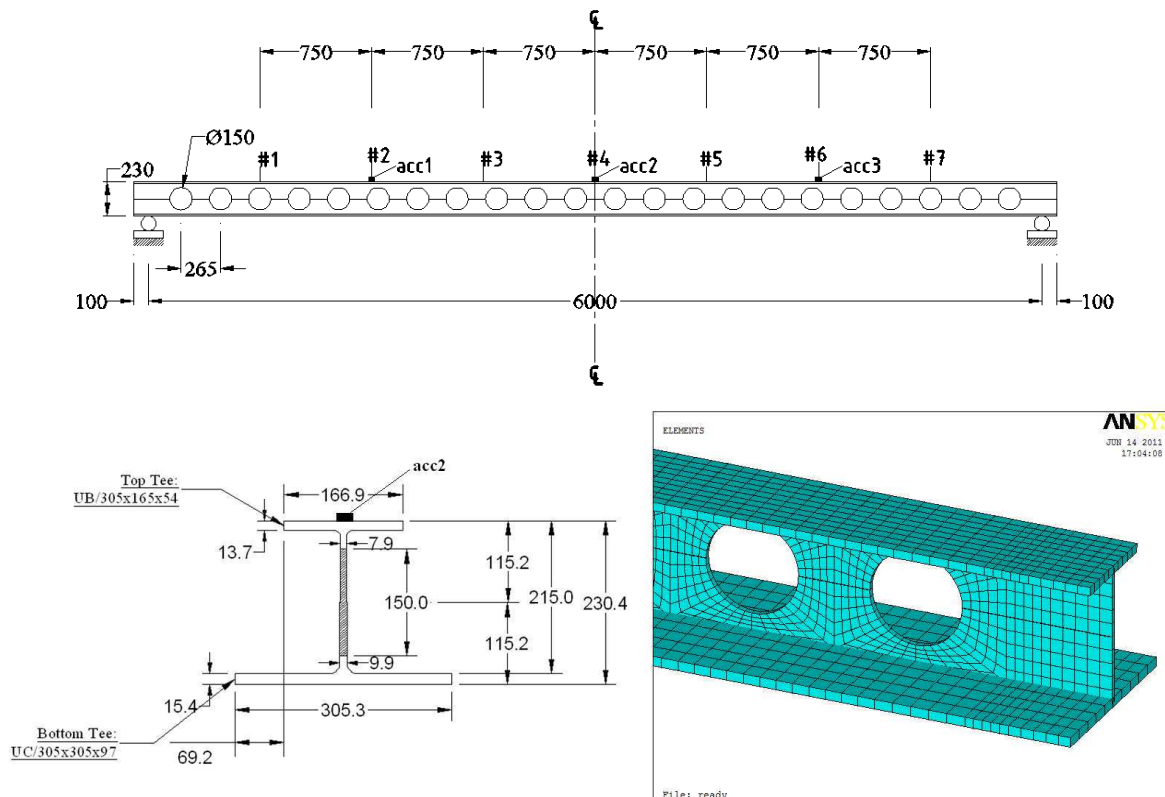 ℄
750 750 750 750 750 750
Ø150
230
#1 #2 acc1 #3 #4 acc2 #5 #6 acc3 #7
265
100 6000 100
℄
Top Tee:
UB/305x165x54
acc2
166.9
13.7
7.9
115.2
150.0
215.0
230.4
115.2
9.9
15.4
305.3
Bottom Tee:
UC/305x305x97
69.2
ELEMENTS
ANSYS
JUN 14 2011
17:04:08
File: ready